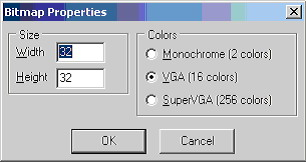 Bitmap Properties
Size
Width 32
Height 32
Colors
Monochrome (2 colors)
VGA (16 colors)
SuperVGA (256 colors)
OK
Cancel